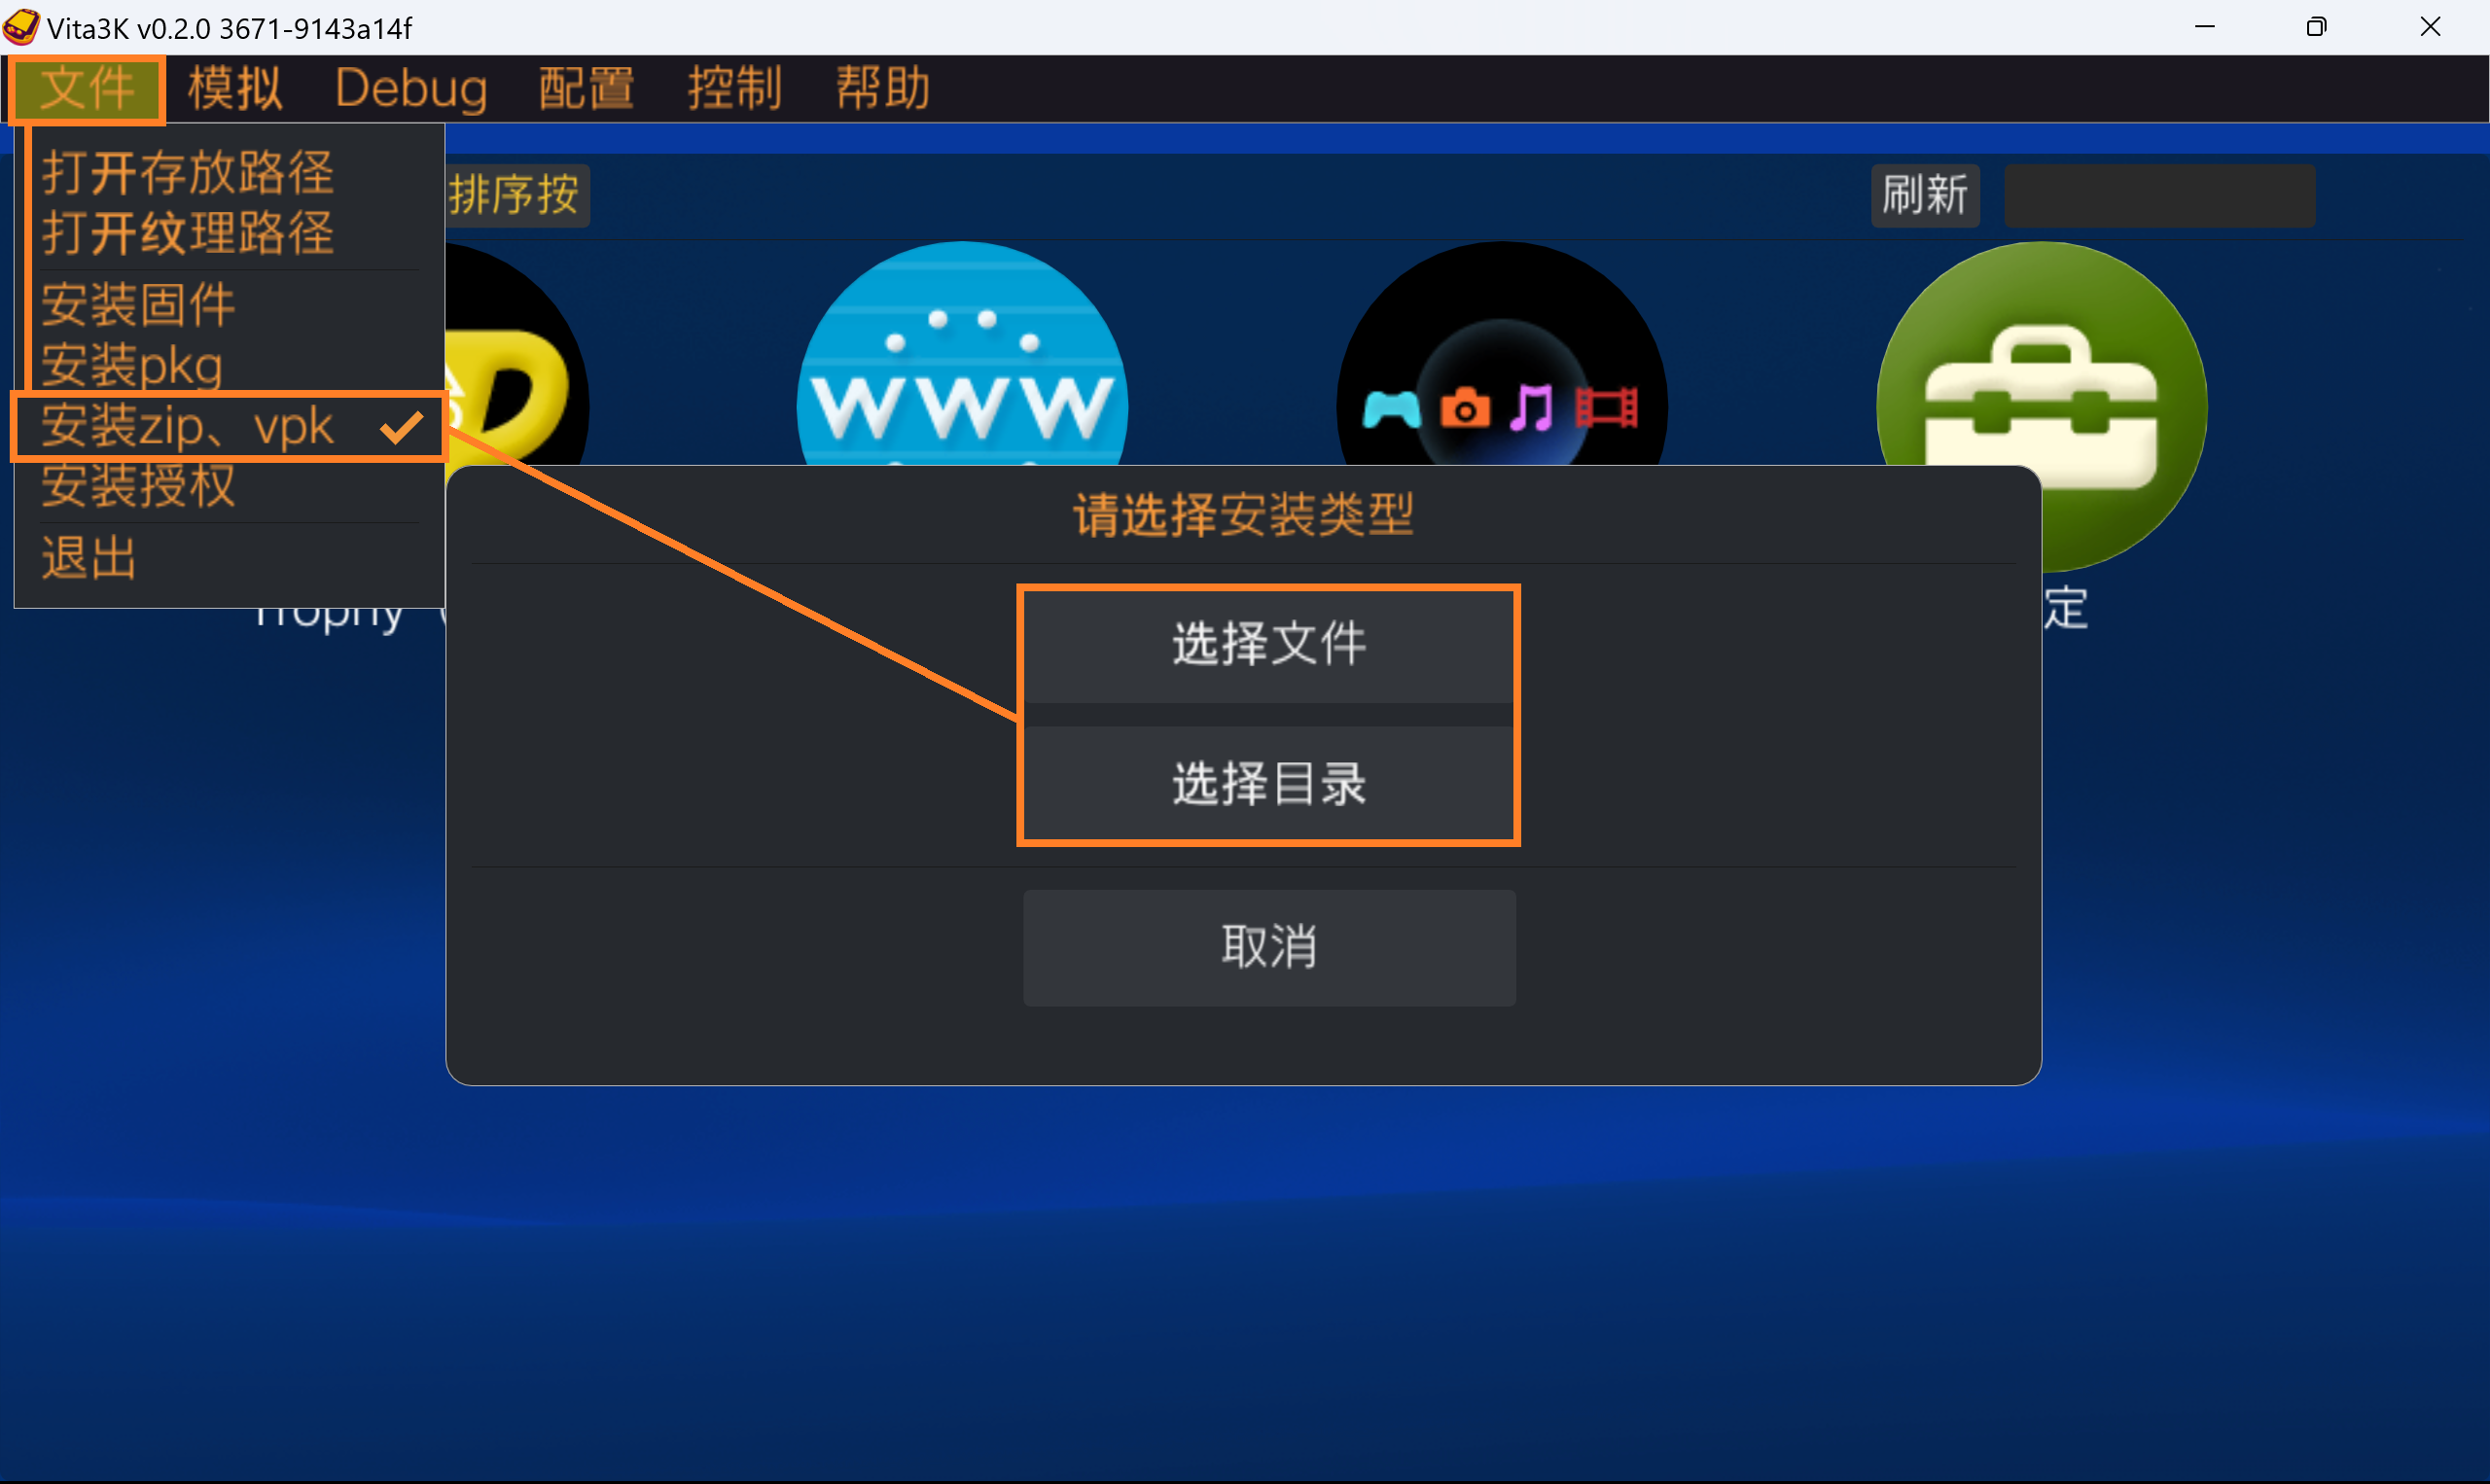 Vita3K v0.2.0 3671-9143a14f
文件 模拟 Debug 配置 控制 帮助
打开存放路径
打开纹理路径
安装固件
安装pkg
安装zip、vpk
安装授权
退出
排序按
刷新
WWW
Trophy
定
请选择安装类型
选择文件
选择目录
取消